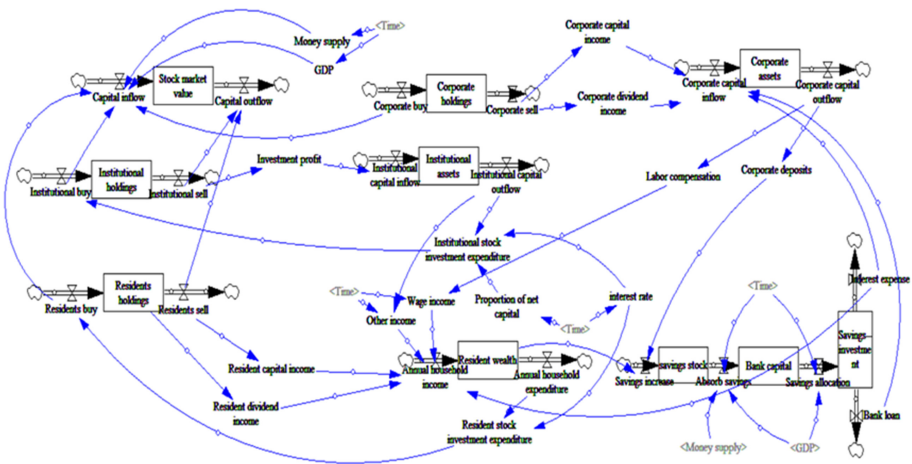 <Time>
Money supply
GDP
Corporate capital
income
Stock market
value
Capital inflow
Capital outflow
Corporate
holdings
Corporate buy
Corporate sell
Corporate dividend
income
Corporate
assets
Corporate capital
inflow
Corporate capital
outflow
Institutional
holdings
Institutional buy
Institutional sell
Investment profit
Institutional
assets
Institutional
capital inflow
Institutional capital
outflow
Labor compensation
Corporate deposits
Institutional stock
investment expenditure
Residents
holdings
Residents buy
Residents sell
<Time>
Wage income
Other income
Proportion of net
capital
interest rate
<Time>
<Time>
Interest expense
Resident capital income
Annual household
income
Resident wealth
Annual household
expenditure
Savings increase
savings stock
Absorb savings
Bank capital
Savings allocation
Savings—
investme
nt
Resident dividend
income
Resident stock
investment expenditure
<Money supply>
<GDP>
Bank loan